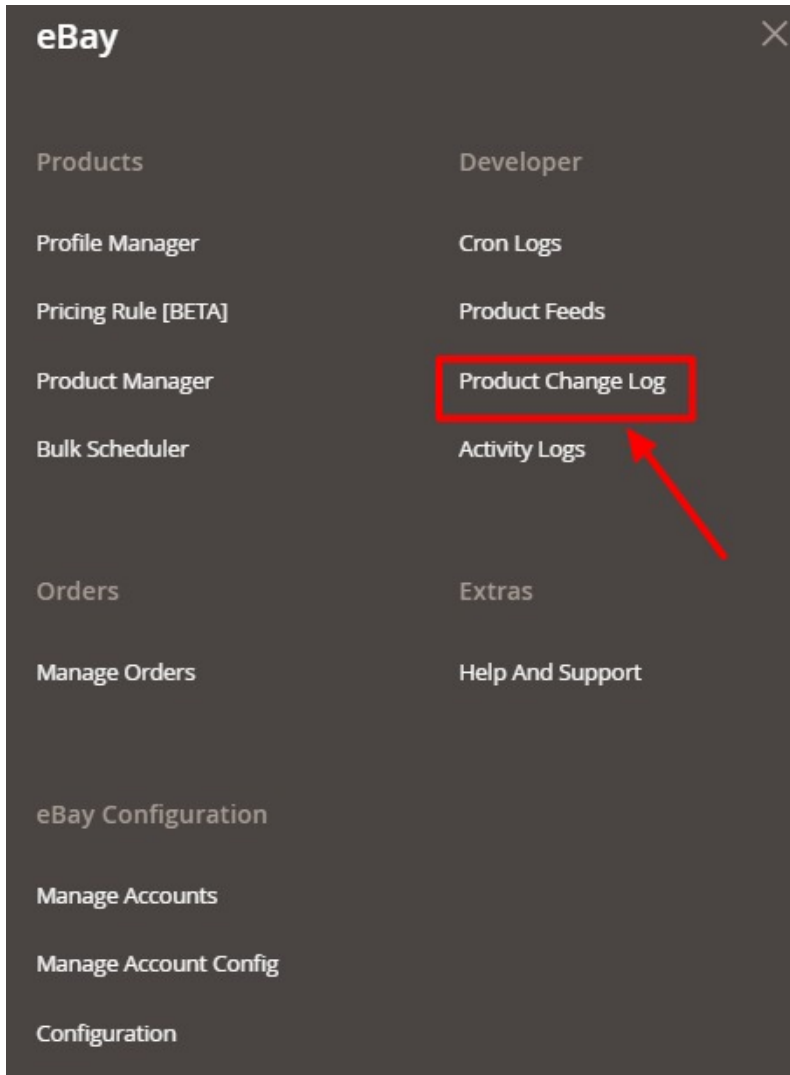 eBay
Products
Profile Manager
Pricing Rule [BETA]
Product Manager
Bulk Scheduler
Developer
Cron Logs
Product Feeds
Product Change Log
Activity Logs
Orders
Manage Orders
Extras
Help And Support
eBay Configuration
Manage Accounts
Manage Account Config
Configuration